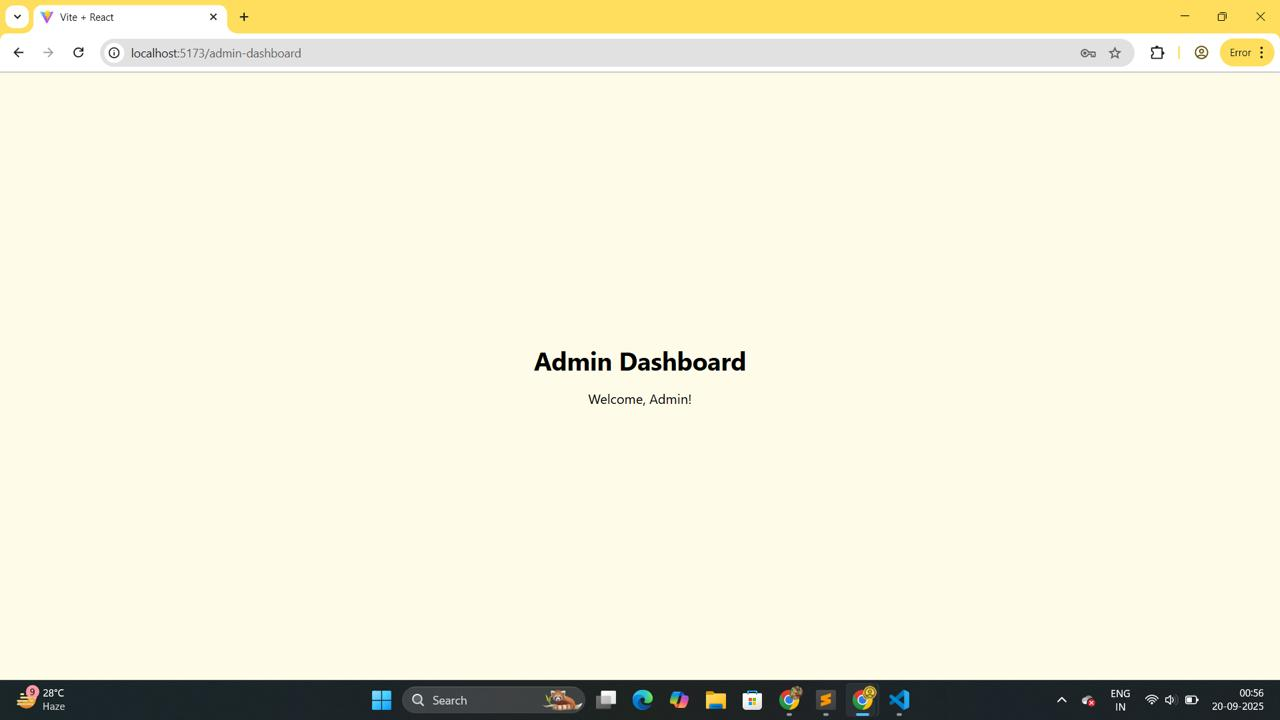 Vite + React
localhost:5173/admin-dashboard
Error
Admin Dashboard
Welcome, Admin!
9
28°C
Haze
Search
ENG
IN
00:56
20-09-2025